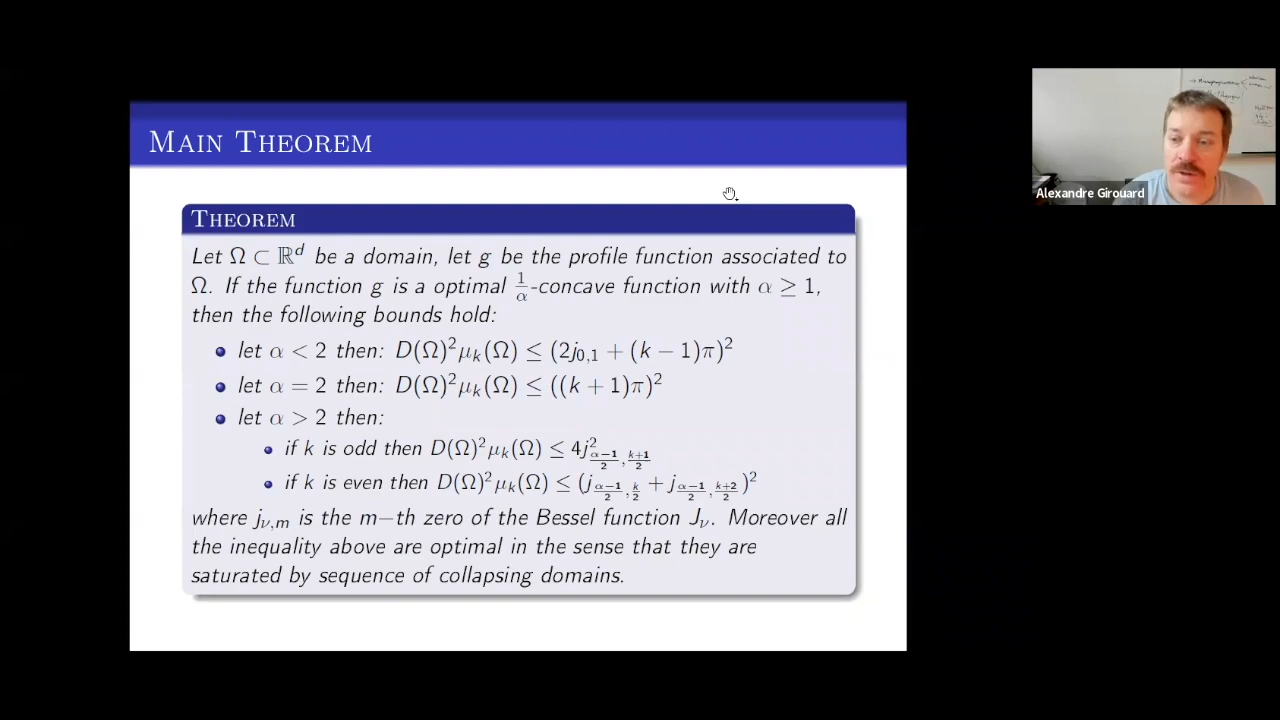 MAIN THEOREM
THEOREM
Let Ω ⊂ ℝ^d be a domain, let g be the profile function associated to
Ω. If the function g is a optimal 1/α-concave function with α ≥ 1,
then the following bounds hold:
let α < 2 then: D(Ω)²μ_k(Ω) ≤ (2j_{0,1} + (k − 1)π)²
let α = 2 then: D(Ω)²μ_k(Ω) ≤ ((k + 1)π)²
let α > 2 then:
if k is odd then D(Ω)²μ_k(Ω) ≤ 4j²_{(α−1)/2, (k+1)/2}
if k is even then D(Ω)²μ_k(Ω) ≤ (j_{(α−1)/2, k/2} + j_{(α−1)/2, (k+2)/2})²
where j_{ν,m} is the m−th zero of the Bessel function J_ν. Moreover all
the inequality above are optimal in the sense that they are
saturated by sequence of collapsing domains.
Alexandre Girouard